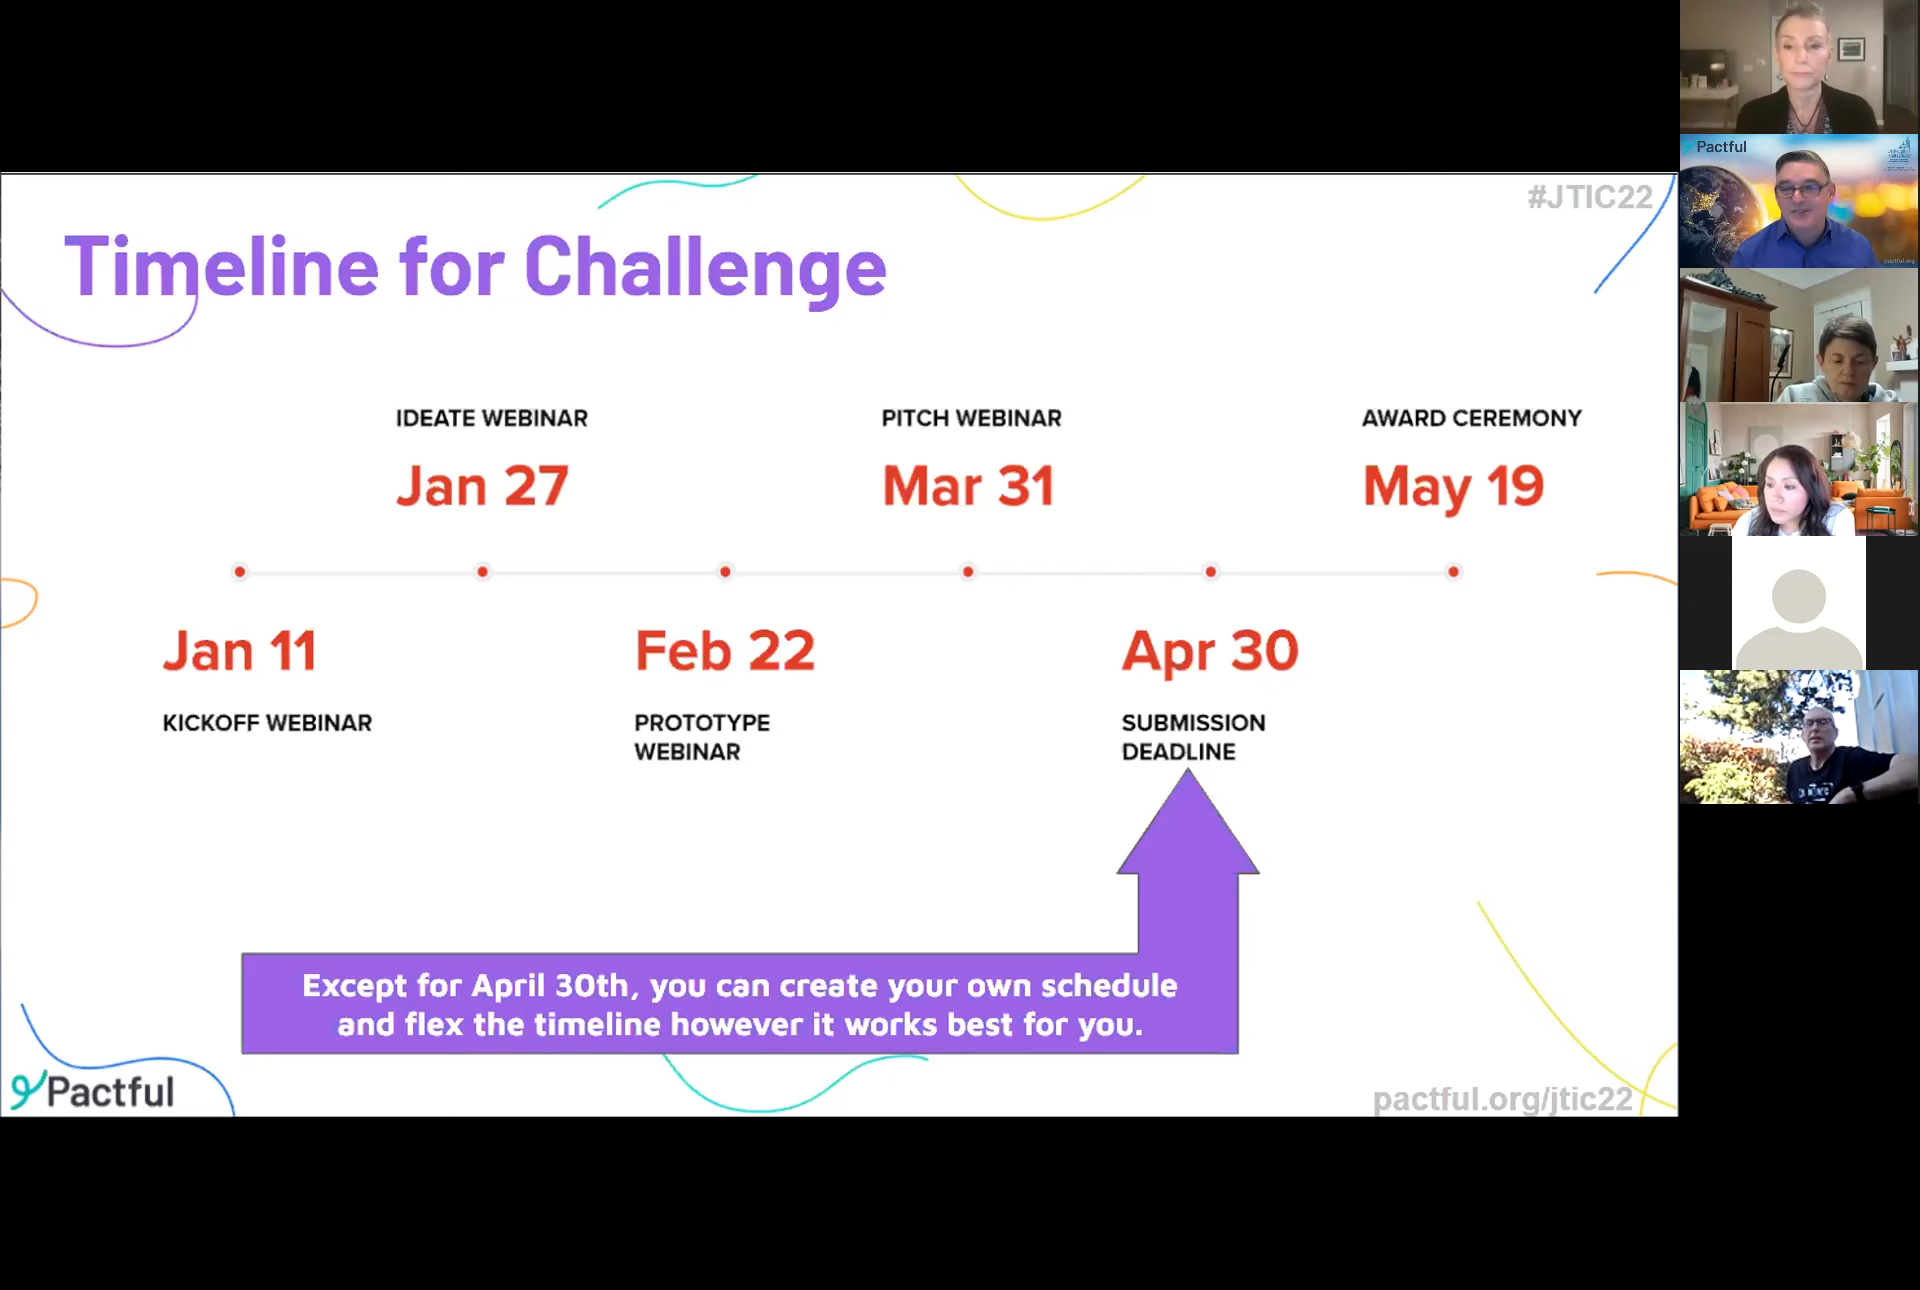 #JTIC22
Timeline for Challenge
IDEATE WEBINAR
Jan 27
PITCH WEBINAR
Mar 31
AWARD CEREMONY
May 19
Jan 11
KICKOFF WEBINAR
Feb 22
PROTOTYPE
WEBINAR
Apr 30
SUBMISSION
DEADLINE
Except for April 30th, you can create your own schedule
and flex the timeline however it works best for you.
Pactful
pactful.org/jtic22
Pactful
pactful.org